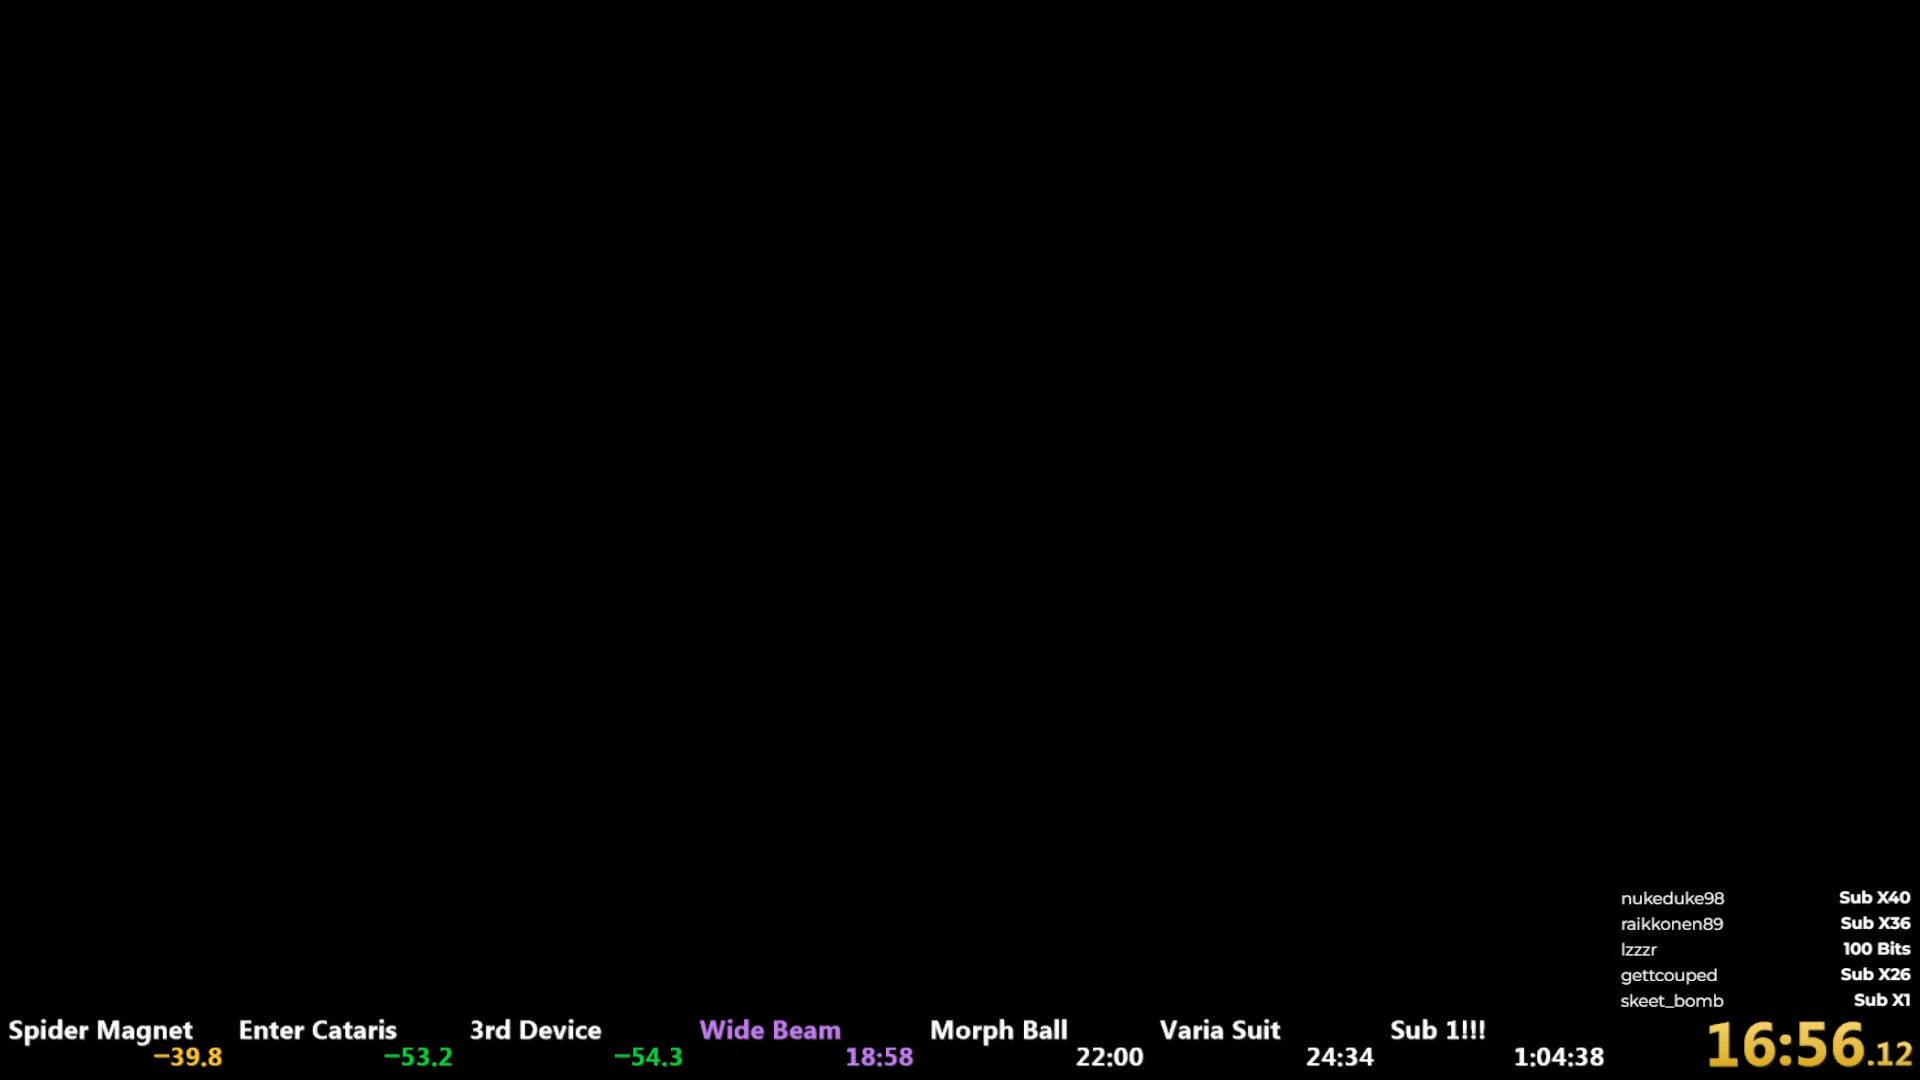 nukeduke98 Sub X40
raikkonen89 Sub X36
lzzzr 100 Bits
gettcouped Sub X26
skeet_bomb Sub X1
Spider Magnet Enter Cataris 3rd Device Wide Beam Morph Ball Varia Suit Sub 1!!!
−39.8 −53.2 −54.3 18:58 22:00 24:34 1:04:38
16:56.12